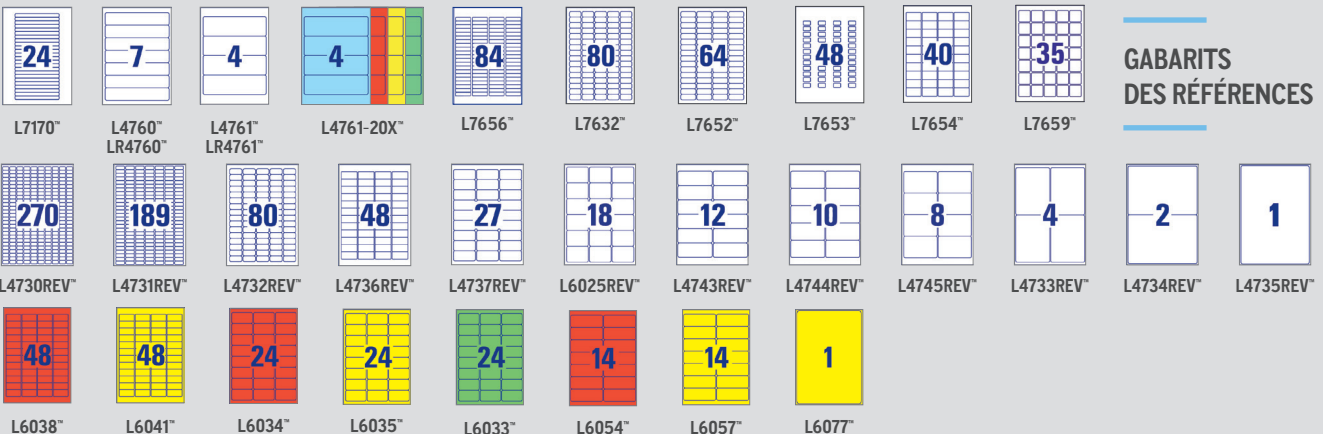 24 7 4 4 84 80 64 48 40 35
GABARITS
DES RÉFÉRENCES
L7170™ L4760™ L4761™ L4761-20X™ L7656™ L7632™ L7652™ L7653™ L7654™ L7659™
LR4760™ LR4761™
270 189 80 48 27 18 12 10 8 4 2 1
L4730REV™ L4731REV™ L4732REV™ L4736REV™ L4737REV™ L6025REV™ L4743REV™ L4744REV™ L4745REV™ L4733REV™ L4734REV™ L4735REV™
48 48 24 24 24 14 14 1
L6038™ L6041™ L6034™ L6035™ L6033™ L6054™ L6057™ L6077™